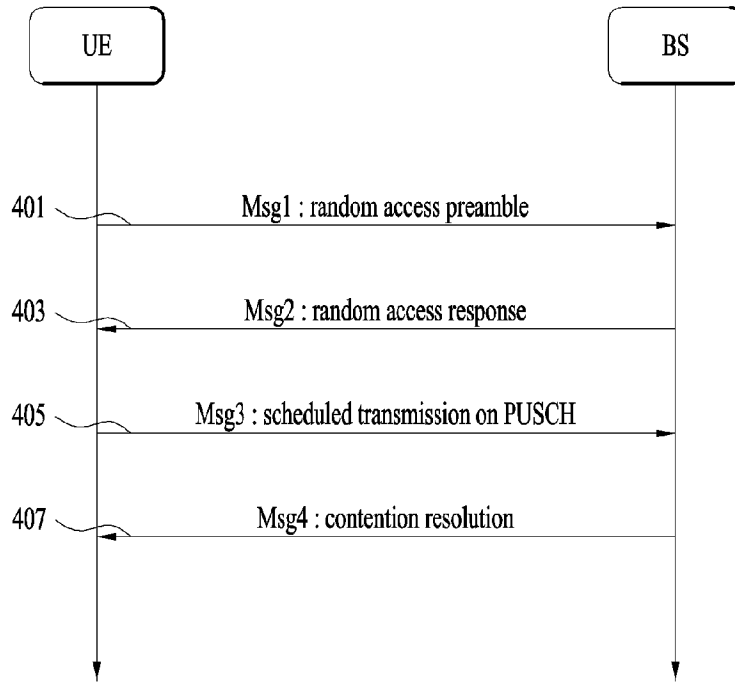 UE
BS
401
Msg1 : random access preamble
403
Msg2 : random access response
405
Msg3 : scheduled transmission on PUSCH
407
Msg4 : contention resolution